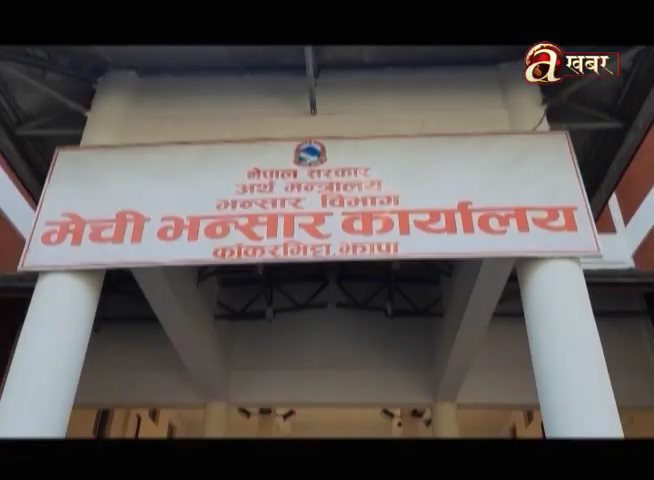 a खबर
नेपाल सरकार
अर्थ मन्त्रालय
भन्सार विभाग
मेची भन्सार कार्यालय
काँकरभिट्टा, झापा